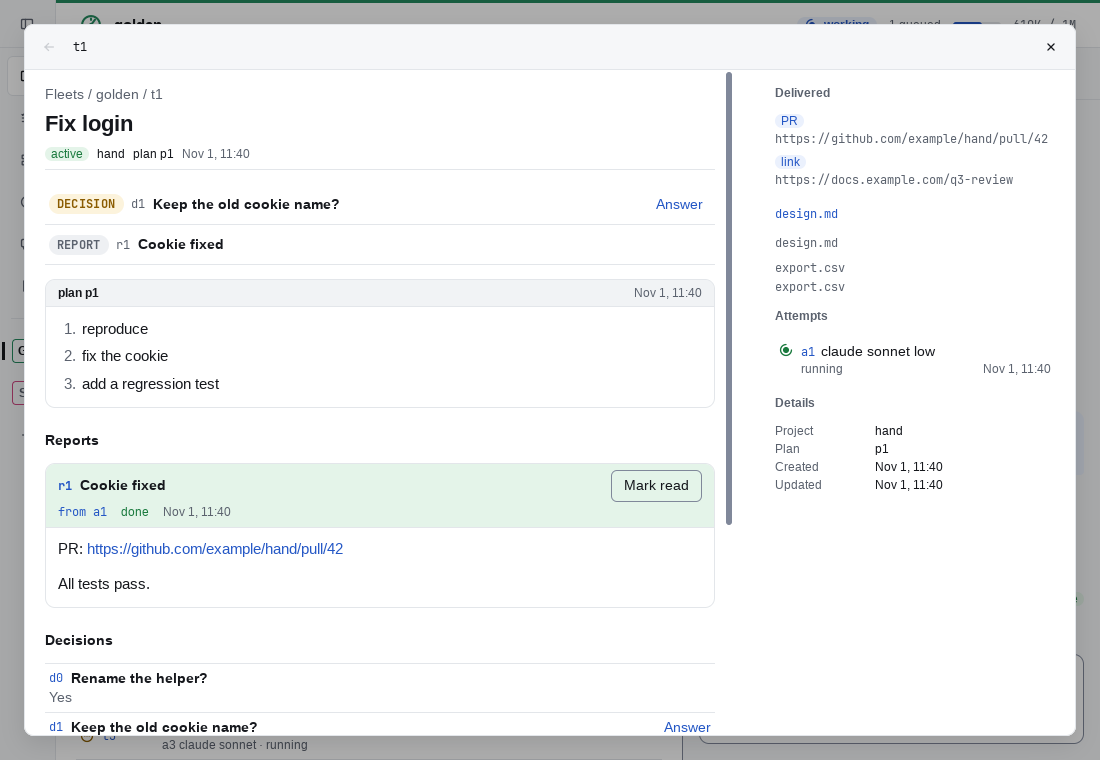 golden
working 1 queued
t1
Fleets / golden / t1
Fix login
active hand plan p1 Nov 1, 11:40
DECISION d1 Keep the old cookie name? Answer
REPORT r1 Cookie fixed
plan p1 Nov 1, 11:40
1. reproduce
2. fix the cookie
3. add a regression test
Reports
r1 Cookie fixed Mark read
from a1 done Nov 1, 11:40
PR: https://github.com/example/hand/pull/42
All tests pass.
Decisions
d0 Rename the helper?
Yes
d1 Keep the old cookie name? Answer
Delivered
PR
https://github.com/example/hand/pull/42
link
https://docs.example.com/q3-review
design.md
design.md
export.csv
export.csv
Attempts
a1 claude sonnet low
running Nov 1, 11:40
Details
Project hand
Plan p1
Created Nov 1, 11:40
Updated Nov 1, 11:40
a3 claude sonnet · running